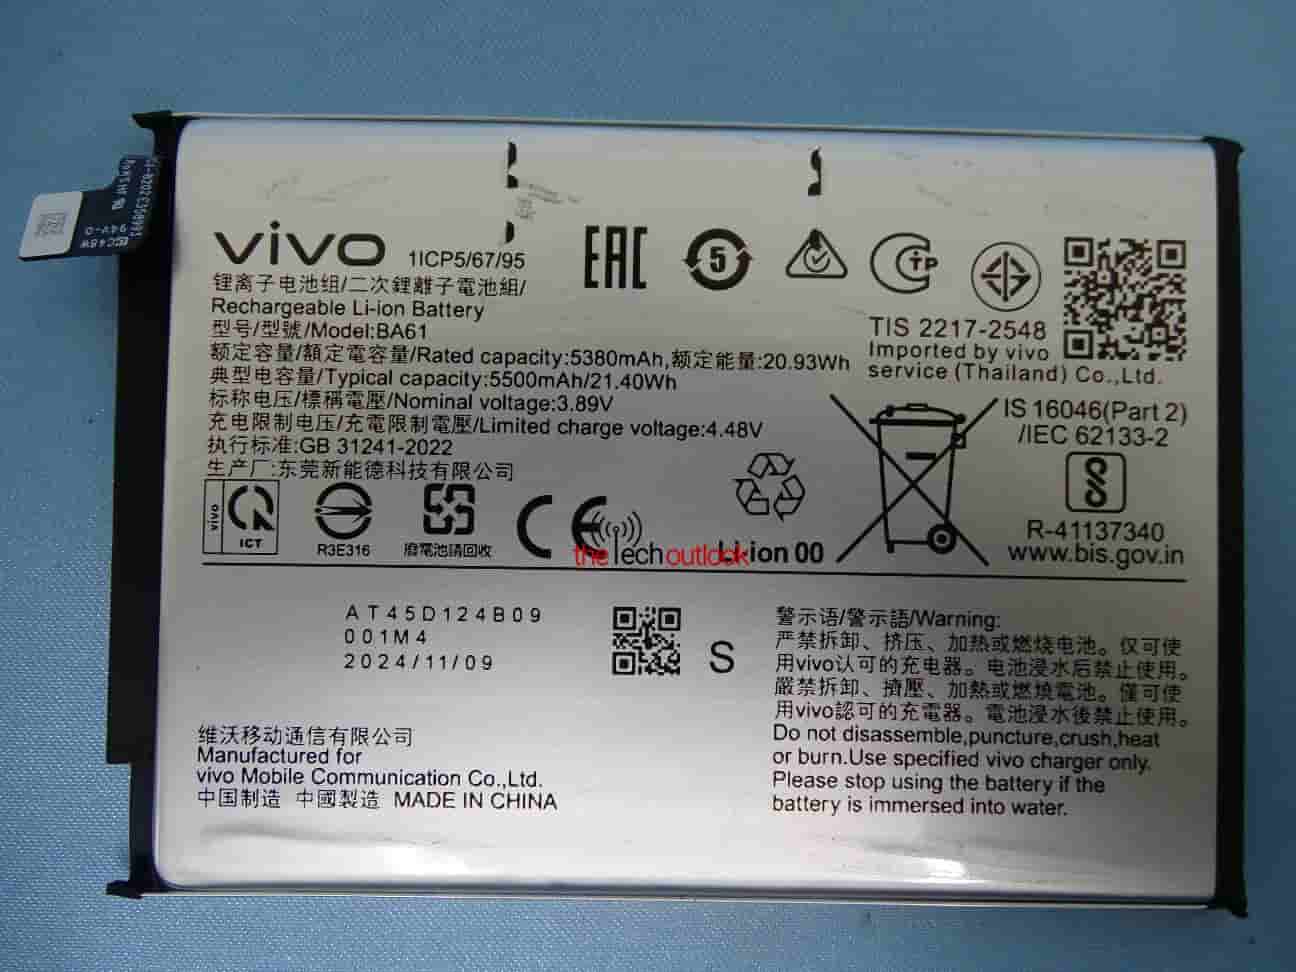 vivo 1ICP5/67/95
锂离子电池组/二次鋰離子電池組/
Rechargeable Li-ion Battery
型号/型號/Model:BA61
额定容量/額定電容量/Rated capacity:5380mAh,额定能量:20.93Wh
典型电容量/Typical capacity:5500mAh/21.40Wh
标称电压/標稱電壓/Nominal voltage:3.89V
充电限制电压/充電限制電壓/Limited charge voltage:4.48V
执行标准:GB 31241-2022
生产厂:东莞新能德科技有限公司
EAC
5
TP
TIS 2217-2548
Imported by vivo
service (Thailand) Co.,Ltd.
IS 16046(Part 2)
/IEC 62133-2
R-41137340
www.bis.gov.in
vivo
ICT
R3E316
廢電池請回收
CE
theTechoutlook
Li-ion 00
AT45D124B09
001M4
2024/11/09
S
维沃移动通信有限公司
Manufactured for
vivo Mobile Communication Co.,Ltd.
中国制造 中國製造 MADE IN CHINA
警示语/警示語/Warning:
严禁拆卸、挤压、加热或燃烧电池。仅可使
用vivo认可的充电器。电池浸水后禁止使用。
嚴禁拆卸、擠壓、加熱或燃燒電池。僅可使
用vivo認可的充電器。電池浸水後禁止使用。
Do not disassemble,puncture,crush,heat
or burn.Use specified vivo charger only.
Please stop using the battery if the
battery is immersed into water.
94V-0